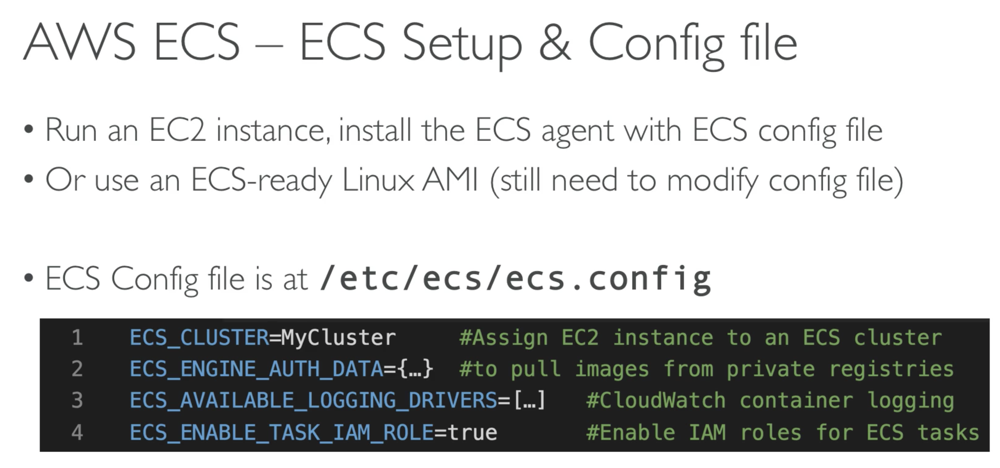 AWS ECS – ECS Setup & Config file
• Run an EC2 instance, install the ECS agent with ECS config file
• Or use an ECS-ready Linux AMI (still need to modify config file)
• ECS Config file is at /etc/ecs/ecs.config
1 ECS_CLUSTER=MyCluster #Assign EC2 instance to an ECS cluster
2 ECS_ENGINE_AUTH_DATA={…} #to pull images from private registries
3 ECS_AVAILABLE_LOGGING_DRIVERS=[…] #CloudWatch container logging
4 ECS_ENABLE_TASK_IAM_ROLE=true #Enable IAM roles for ECS tasks